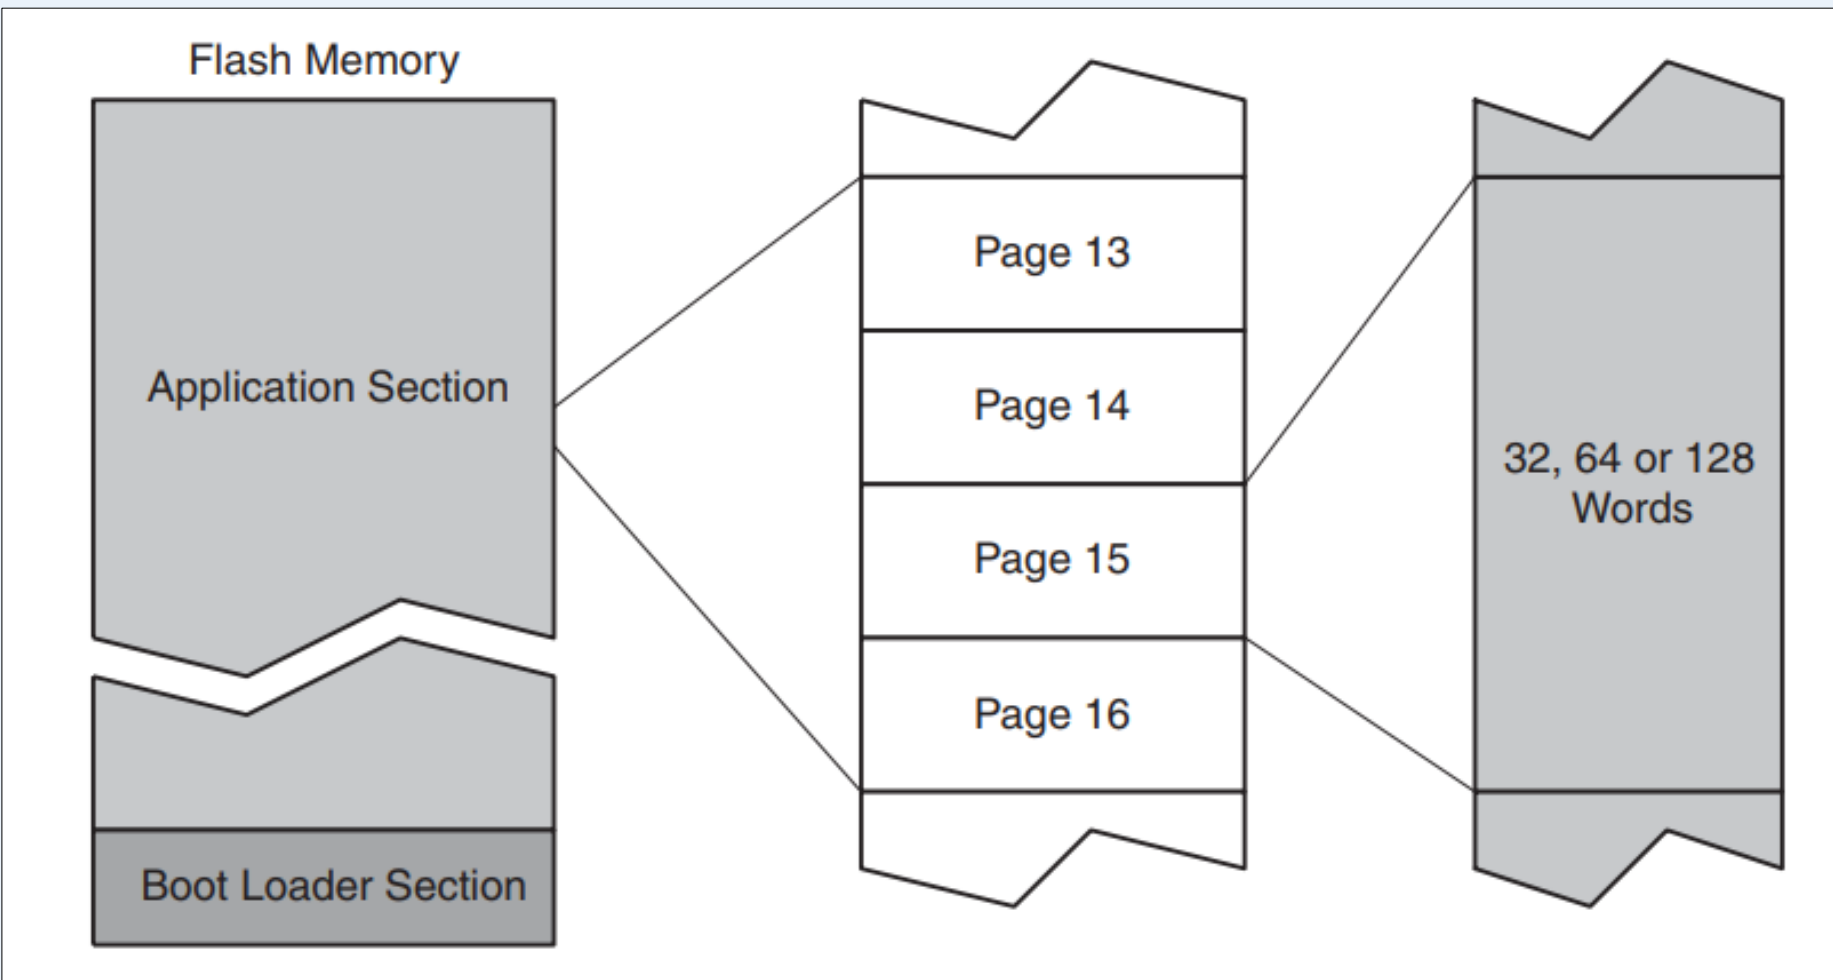 Flash Memory
Application Section
Boot Loader Section
Page 13
Page 14
Page 15
Page 16
32, 64 or 128
Words